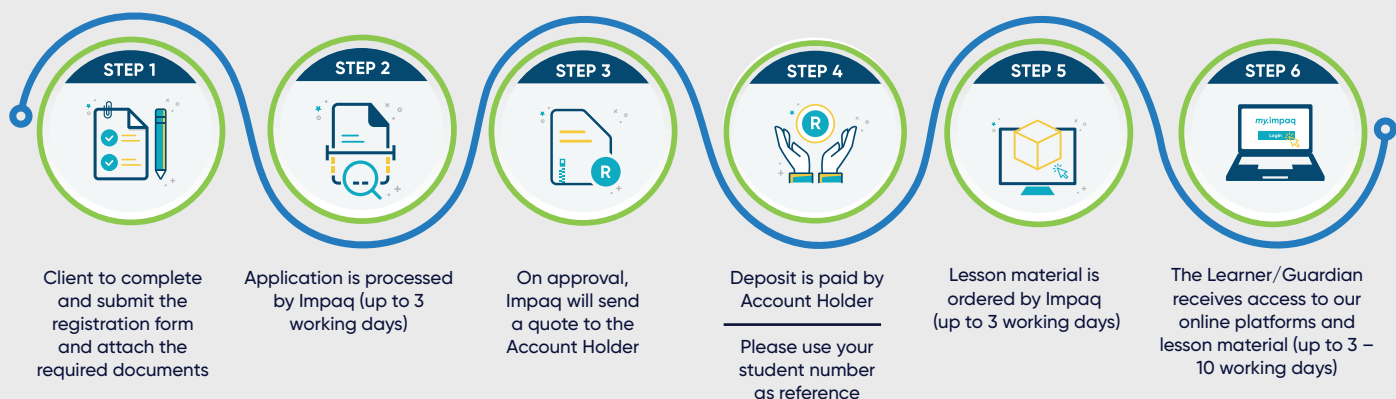 STEP 1
Client to complete
and submit the
registration form
and attach the
required documents
STEP 2
Application is processed
by Impaq (up to 3
working days)
STEP 3
R
On approval,
Impaq will send
a quote to the
Account Holder
STEP 4
R
Deposit is paid by
Account Holder
Please use your
student number
as reference
STEP 5
Lesson material is
ordered by Impaq
(up to 3 working days)
STEP 6
my.impaq
Login
The Learner/Guardian
receives access to our
online platforms and
lesson material (up to 3 –
10 working days)